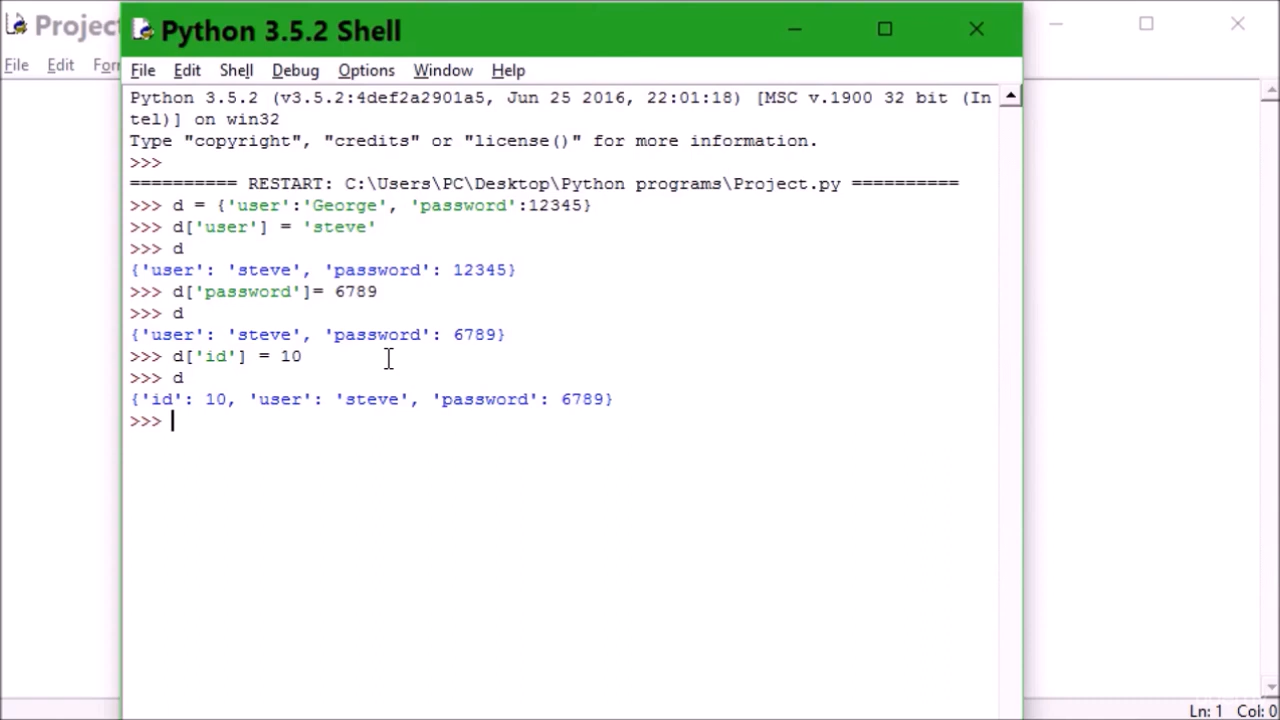 Project
Python 3.5.2 Shell
File Edit For
File Edit Shell Debug Options Window Help
Python 3.5.2 (v3.5.2:4def2a2901a5, Jun 25 2016, 22:01:18) [MSC v.1900 32 bit (In
tel)] on win32
Type "copyright", "credits" or "license()" for more information.
>>>
========== RESTART: C:\Users\PC\Desktop\Python programs\Project.py ==========
>>> d = {'user':'George', 'password':12345}
>>> d['user'] = 'steve'
>>> d
{'user': 'steve', 'password': 12345}
>>> d['password']= 6789
>>> d
{'user': 'steve', 'password': 6789}
>>> d['id'] = 10
>>> d
{'id': 10, 'user': 'steve', 'password': 6789}
>>>
Ln: 1 Col: 0